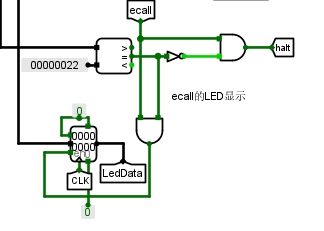 ecall
> 
=
<
00000022
halt
ecall的LED显示
0
0000
0000
LedData
CLK
0